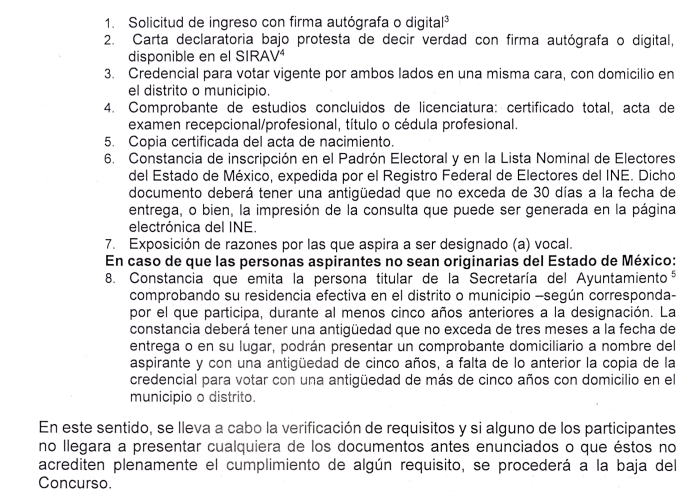 1. Solicitud de ingreso con firma autógrafa o digital³
2. Carta declaratoria bajo protesta de decir verdad con firma autógrafa o digital,
disponible en el SIRAV⁴
3. Credencial para votar vigente por ambos lados en una misma cara, con domicilio en
el distrito o municipio.
4. Comprobante de estudios concluidos de licenciatura: certificado total, acta de
examen recepcional/profesional, título o cédula profesional.
5. Copia certificada del acta de nacimiento.
6. Constancia de inscripción en el Padrón Electoral y en la Lista Nominal de Electores
del Estado de México, expedida por el Registro Federal de Electores del INE. Dicho
documento deberá tener una antigüedad que no exceda de 30 días a la fecha de
entrega, o bien, la impresión de la consulta que puede ser generada en la página
electrónica del INE.
7. Exposición de razones por las que aspira a ser designado (a) vocal.
En caso de que las personas aspirantes no sean originarias del Estado de México:
8. Constancia que emita la persona titular de la Secretaría del Ayuntamiento ⁵
comprobando su residencia efectiva en el distrito o municipio –según corresponda-
por el que participa, durante al menos cinco años anteriores a la designación. La
constancia deberá tener una antigüedad que no exceda de tres meses a la fecha de
entrega o en su lugar, podrán presentar un comprobante domiciliario a nombre del
aspirante y con una antigüedad de cinco años, a falta de lo anterior la copia de la
credencial para votar con una antigüedad de más de cinco años con domicilio en el
municipio o distrito.
En este sentido, se lleva a cabo la verificación de requisitos y si alguno de los participantes
no llegara a presentar cualquiera de los documentos antes enunciados o que éstos no
acrediten plenamente el cumplimiento de algún requisito, se procederá a la baja del
Concurso.